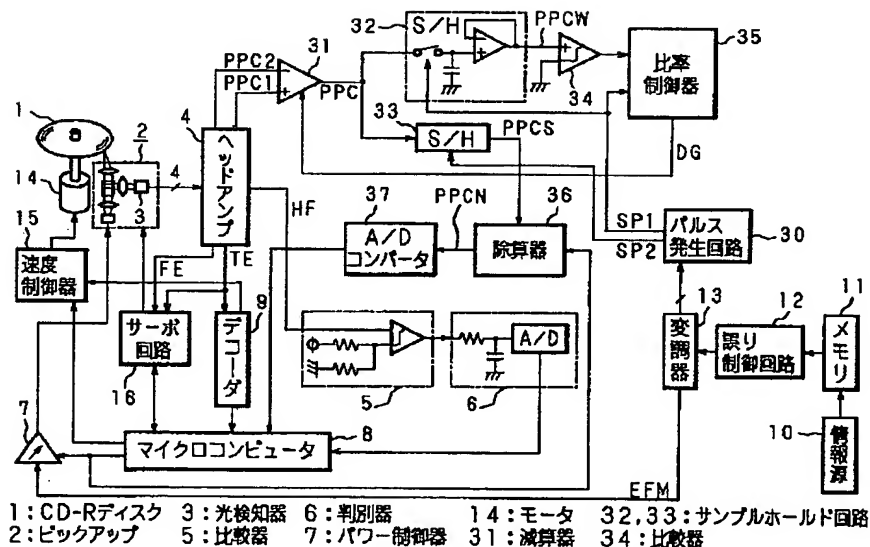 32
S/H
PPCW
35
31
PPC2
PPC1
PPC
34
比率
制御器
33
S/H
PPCS
DG
1
2
4
ヘッドアンプ
14
3
4
HF
37
PPCN
36
SP1
SP2
パルス
発生回路
30
15
速度
制御器
FE
TE
A/D
コンバータ
除算器
サーボ
回路
16
9
デコーダ
5
A/D
6
13
変調器
12
誤り
制御回路
11
メモリ
7
マイクロコンピュータ
8
10
情報源
EFM
1:CD-Rディスク 3:光検知器 6:判別器 14:モータ 32,33:サンプルホールド回路
2:ピックアップ 5:比較器 7:パワー制御器 31:減算器 34:比較器